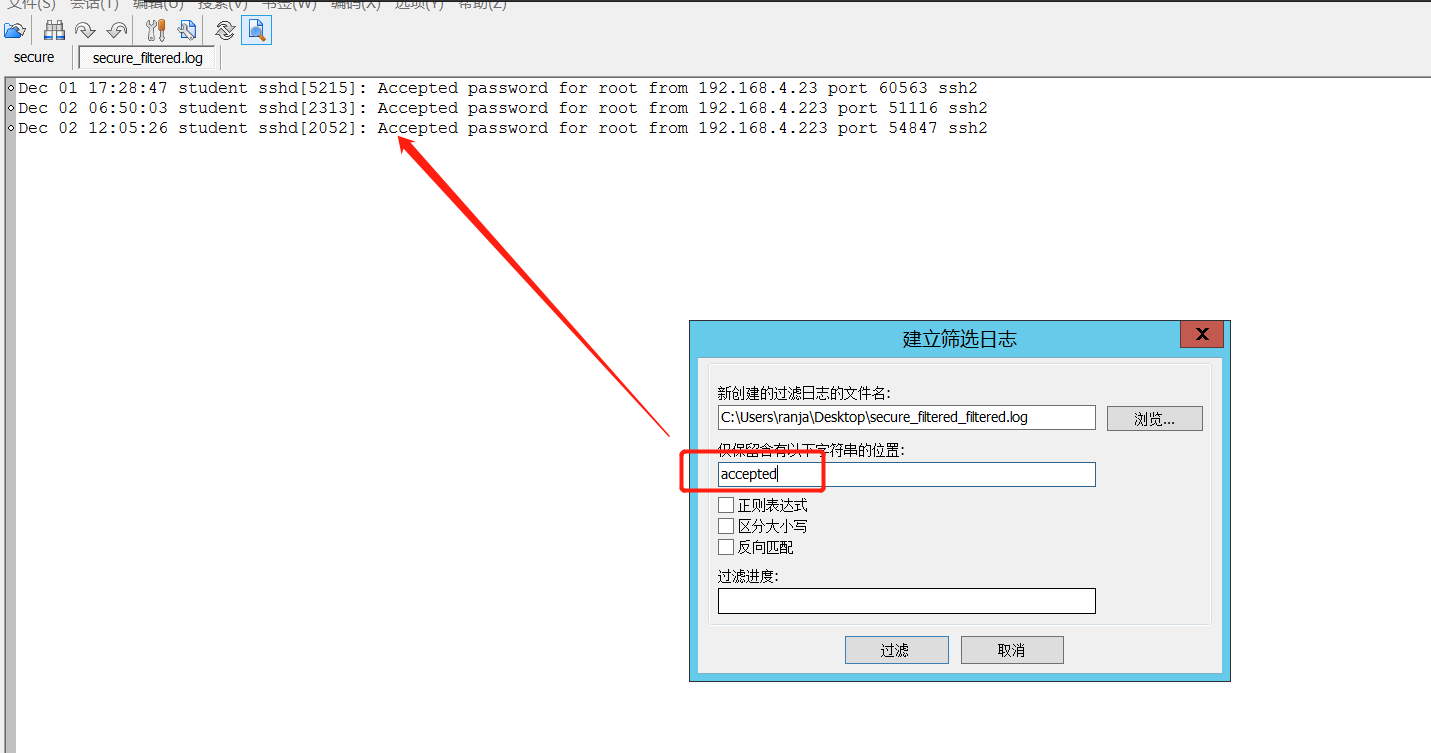 文件(S) 会话(T) 编辑(U) 搜索(V) 书签(W) 编码(X) 选项(Y) 帮助(Z)
secure secure_filtered.log
Dec 01 17:28:47 student sshd[5215]: Accepted password for root from 192.168.4.23 port 60563 ssh2
Dec 02 06:50:03 student sshd[2313]: Accepted password for root from 192.168.4.223 port 51116 ssh2
Dec 02 12:05:26 student sshd[2052]: Accepted password for root from 192.168.4.223 port 54847 ssh2
建立筛选日志 X
新创建的过滤日志的文件名:
C:\Users\ranja\Desktop\secure_filtered_filtered.log 浏览...
仅保留含有以下字符串的位置:
accepted
正则表达式
区分大小写
反向匹配
过滤进度:
过滤 取消